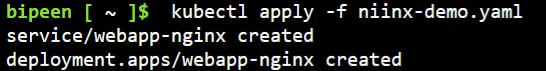 bipeen [ ~ ]$ kubectl apply -f niinx-demo.yaml
service/webapp-nginx created
deployment.apps/webapp-nginx created